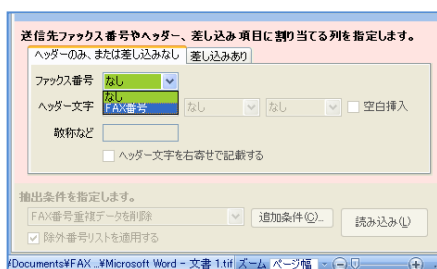 送信先ファックス番号やヘッダー、差し込み項目に割り当てる列を指定します。
ヘッダーのみ、または差し込みなし 差し込みあり
ファックス番号 なし
なし
FAX番号
ヘッダー文字 なし なし 空白挿入
敬称など
ヘッダー文字を右寄せで記載する
抽出条件を指定します。
FAX番号重複データを削除 追加条件(C)... 読み込み(L)
除外番号リストを適用する
/Documents¥FAX ...¥Microsoft Word - 文書 1.tif ズーム ページ幅